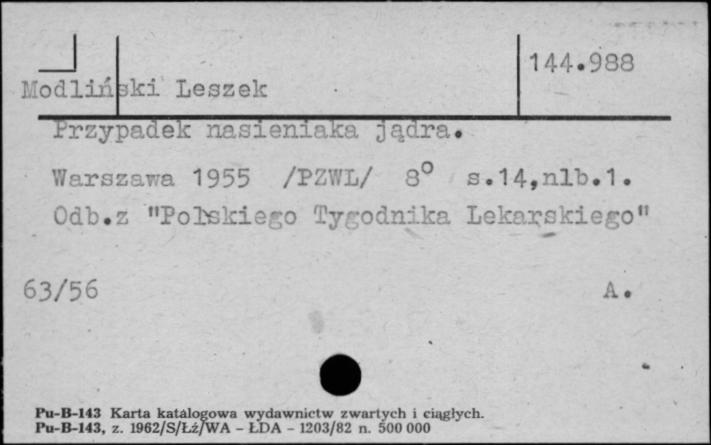 144.988
Modliński Leszek
Przypadek nasieniaka jądra.
Warszawa 1955 /PZWL/ 8° s.14,nlb.1.
Odb.z "Polskiego Tygodnika Lekarskiego"
63/56 A.
Pu-B-143 Karta katalogowa wydawnictw zwartych i ciągłych.
Pu-B-143, z. 1962/S/Łź/WA - ŁDA - 1203/82 n. 500 000